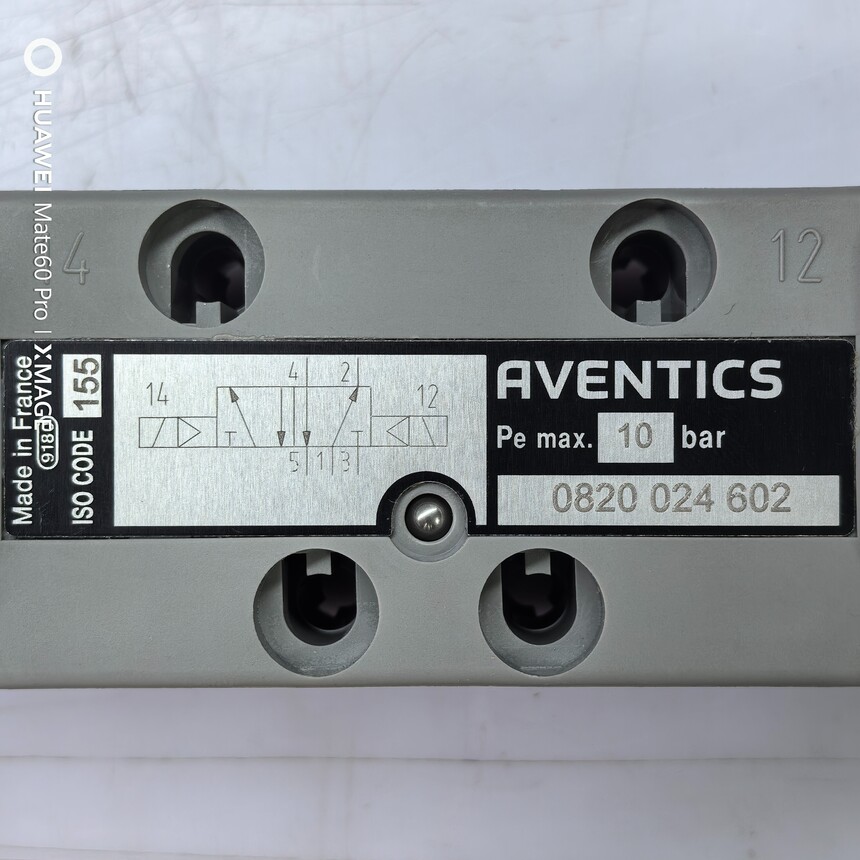 HUAWEI Mate60 Pro | XMAGE
4
12
Made in France
9180
ISO CODE 155
14
4
2
12
5 1 3
AVENTICS
Pe max. 10 bar
0820 024 602